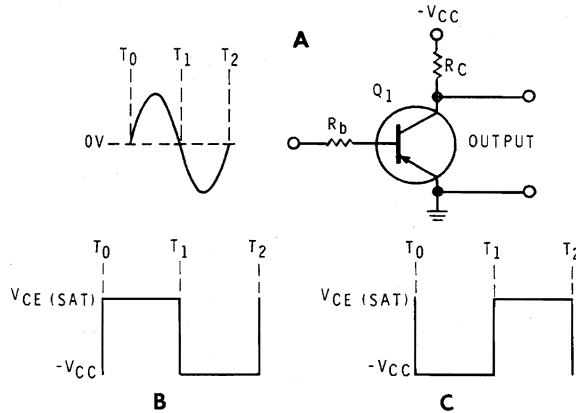 -VCC
A
T0 T1 T2
RC
Q1
Rb
0V
OUTPUT
T0 T1 T2
VCE (SAT)
-VCC
B
T0 T1 T2
VCE (SAT)
-VCC
C